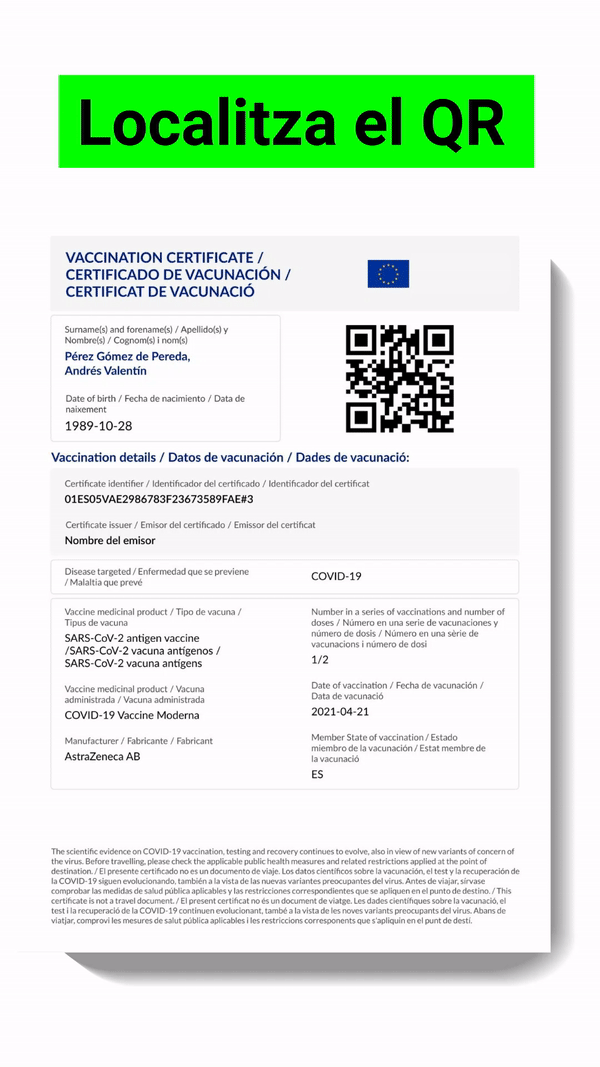 Localitza el QR
VACCINATION CERTIFICATE /
CERTIFICADO DE VACUNACIÓN /
CERTIFICAT DE VACUNACIÓ
Surname(s) and forename(s) / Apellido(s) y
Nombre(s) / Cognom(s) i nom(s)
Pérez Gómez de Pereda,
Andrés Valentín
Date of birth / Fecha de nacimiento / Data de
naixement
1989-10-28
Vaccination details / Datos de vacunación / Dades de vacunació:
Certificate identifier / Identificador del certificado / Identificador del certificat
01ES05VAE2986783F23673589FAE#3
Certificate issuer / Emisor del certificado / Emissor del certificat
Nombre del emisor
Disease targeted / Enfermedad que se previene
/ Malaltia que prevé
COVID-19
Vaccine medicinal product / Tipo de vacuna /
Tipus de vacuna
SARS-CoV-2 antigen vaccine
/SARS-CoV-2 vacuna antígenos /
SARS-CoV-2 vacuna antígens
Vaccine medicinal product / Vacuna
administrada / Vacuna administrada
COVID-19 Vaccine Moderna
Manufacturer / Fabricante / Fabricant
AstraZeneca AB
Number in a series of vaccinations and number of
doses / Número en una serie de vacunaciones y
número de dosis / Número en una sèrie de
vacunacions i número de dosi
1/2
Date of vaccination / Fecha de vacunación /
Data de vacunació
2021-04-21
Member State of vaccination / Estado
miembro de la vacunación / Estat membre de
la vacunació
ES
The scientific evidence on COVID-19 vaccination, testing and recovery continues to evolve, also in view of new variants of concern of
the virus. Before travelling, please check the applicable public health measures and related restrictions applied at the point of
destination. / El presente certificado no es un documento de viaje. Los datos científicos sobre la vacunación, el test y la recuperación de
la COVID-19 siguen evolucionando, también a la vista de las nuevas variantes preocupantes del virus. Antes de viajar, sírvase
comprobar las medidas de salud pública aplicables y las restricciones relacionadas que se apliquen en el punto de destino. / This
certificate is not a travel document. / El present certificat no és un document de viatge. Les dades científiques sobre la vacunació, el
test i la recuperació de la COVID-19 continuen evolucionant, també a la vista de les noves variants preocupants del virus. Abans de
viatjar, comprovi les mesures de salut pública aplicables i les restriccions corresponents que s'apliquin en el punt de destí.